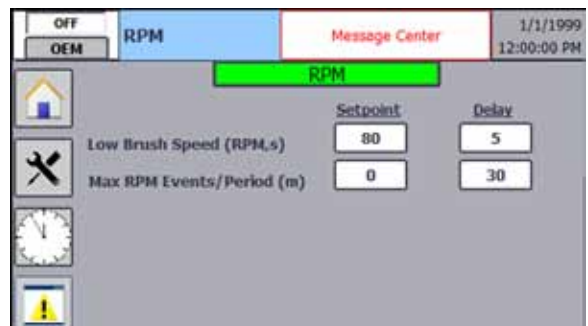 OFF
OEM
RPM
Message Center
1/1/1999
12:00:00 PM
RPM
Setpoint Delay
Low Brush Speed (RPM,s) 80 5
Max RPM Events/Period (m) 0 30